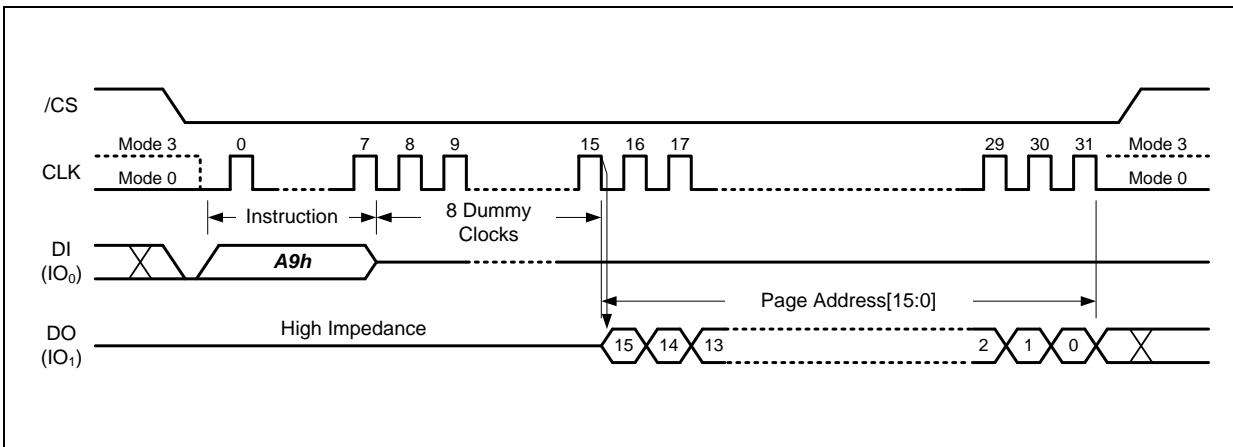 /CS
Mode 3 0 7 8 9 15 16 17 29 30 31 Mode 3
CLK
Mode 0 Mode 0
Instruction 8 Dummy
Clocks
DI
(IO₀)
A9h
Page Address[15:0]
High Impedance
DO
(IO₁)
15 14 13 2 1 0